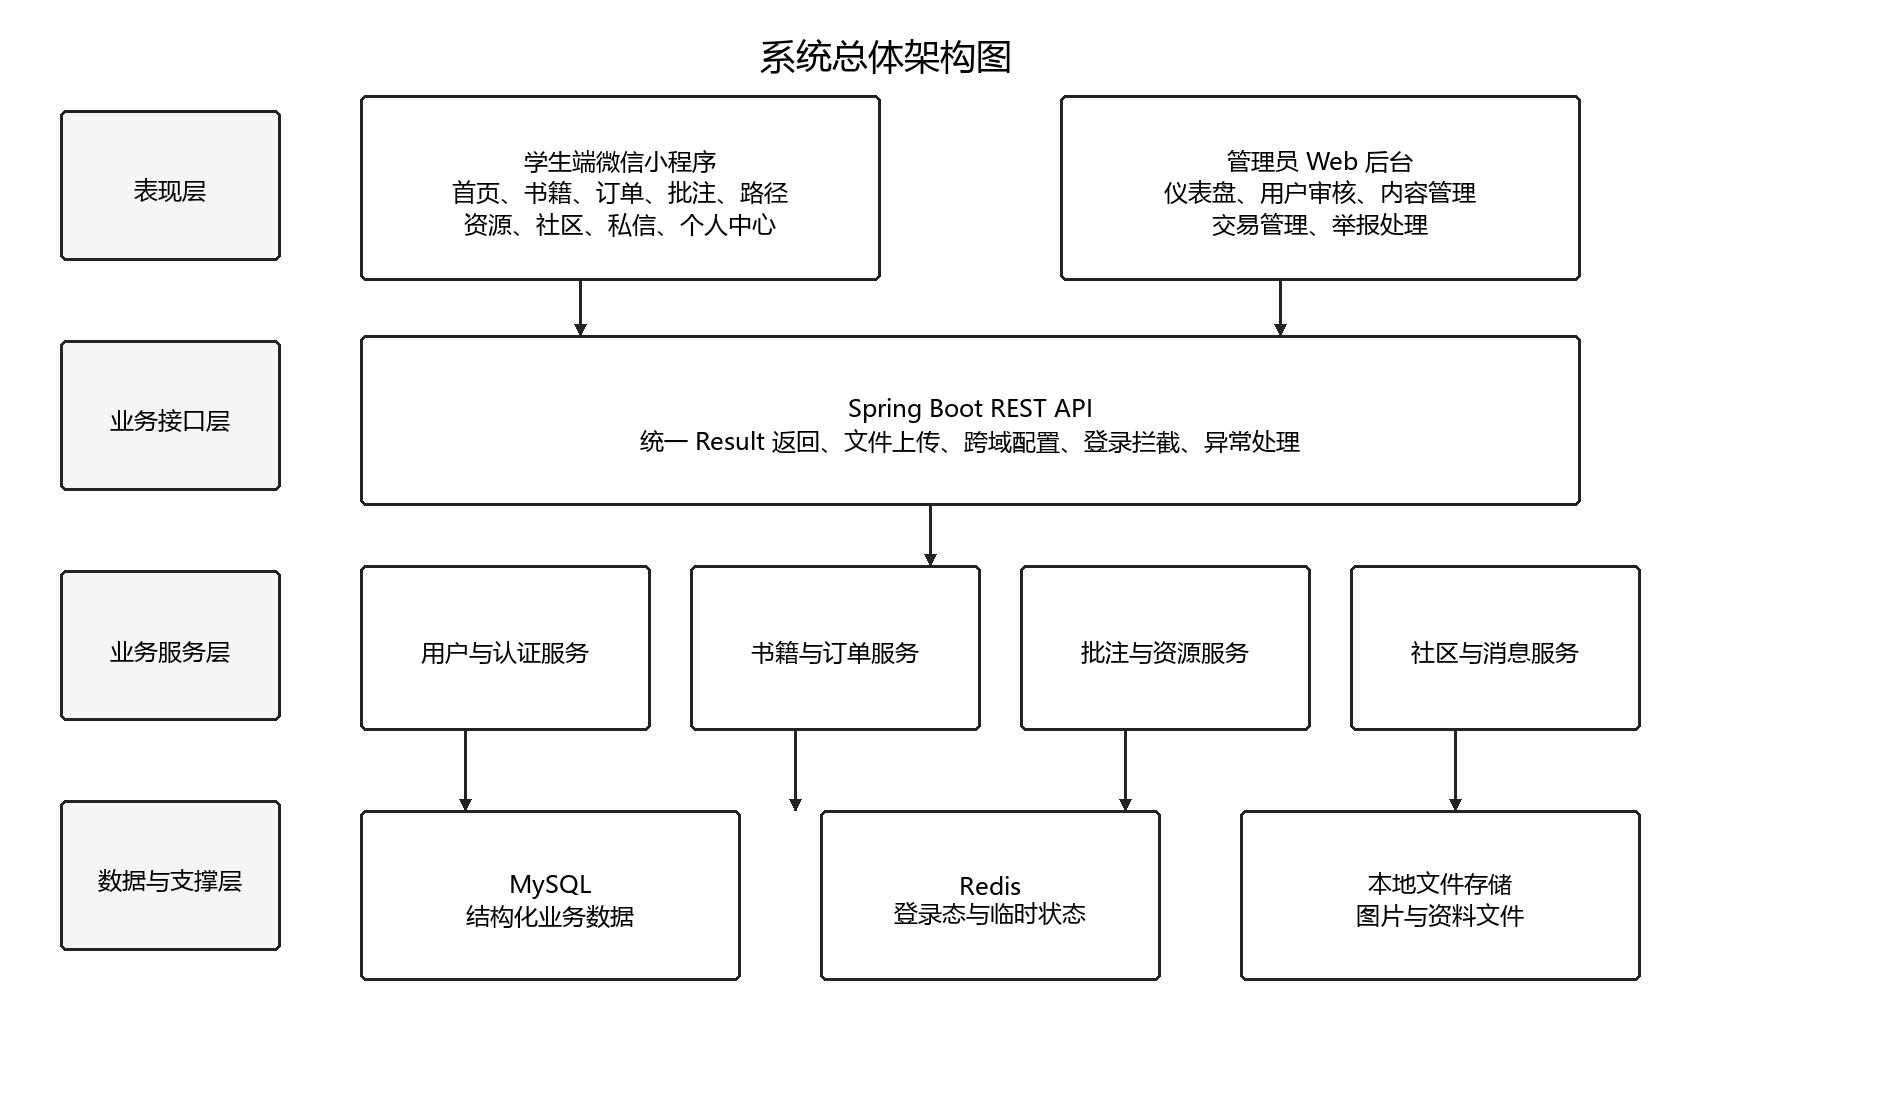 系统总体架构图
表现层
学生端微信小程序
首页、书籍、订单、批注、路径
资源、社区、私信、个人中心
管理员 Web 后台
仪表盘、用户审核、内容管理
交易管理、举报处理
业务接口层
Spring Boot REST API
统一 Result 返回、文件上传、跨域配置、登录拦截、异常处理
业务服务层
用户与认证服务
书籍与订单服务
批注与资源服务
社区与消息服务
数据与支撑层
MySQL
结构化业务数据
Redis
登录态与临时状态
本地文件存储
图片与资料文件